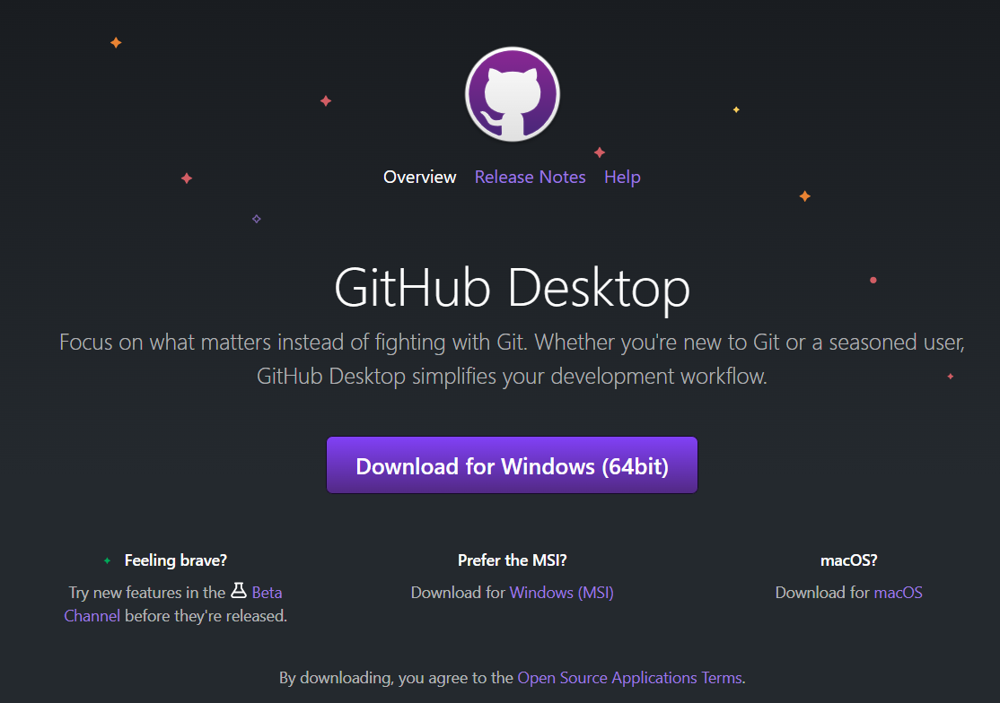 Overview Release Notes Help
GitHub Desktop
Focus on what matters instead of fighting with Git. Whether you're new to Git or a seasoned user,
GitHub Desktop simplifies your development workflow.
Download for Windows (64bit)
Feeling brave?
Try new features in the Beta
Channel before they're released.
Prefer the MSI?
Download for Windows (MSI)
macOS?
Download for macOS
By downloading, you agree to the Open Source Applications Terms.